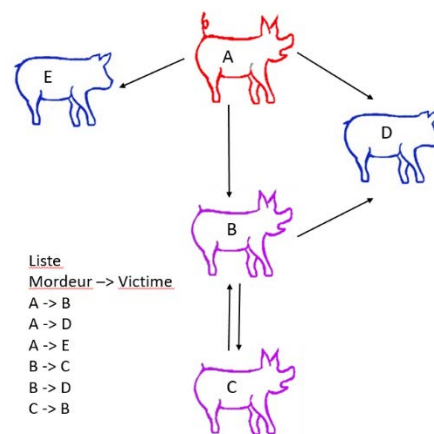 A
E
D
B
C
Liste
Mordeur –> Victime
A -> B
A -> D
A -> E
B -> C
B -> D
C -> B